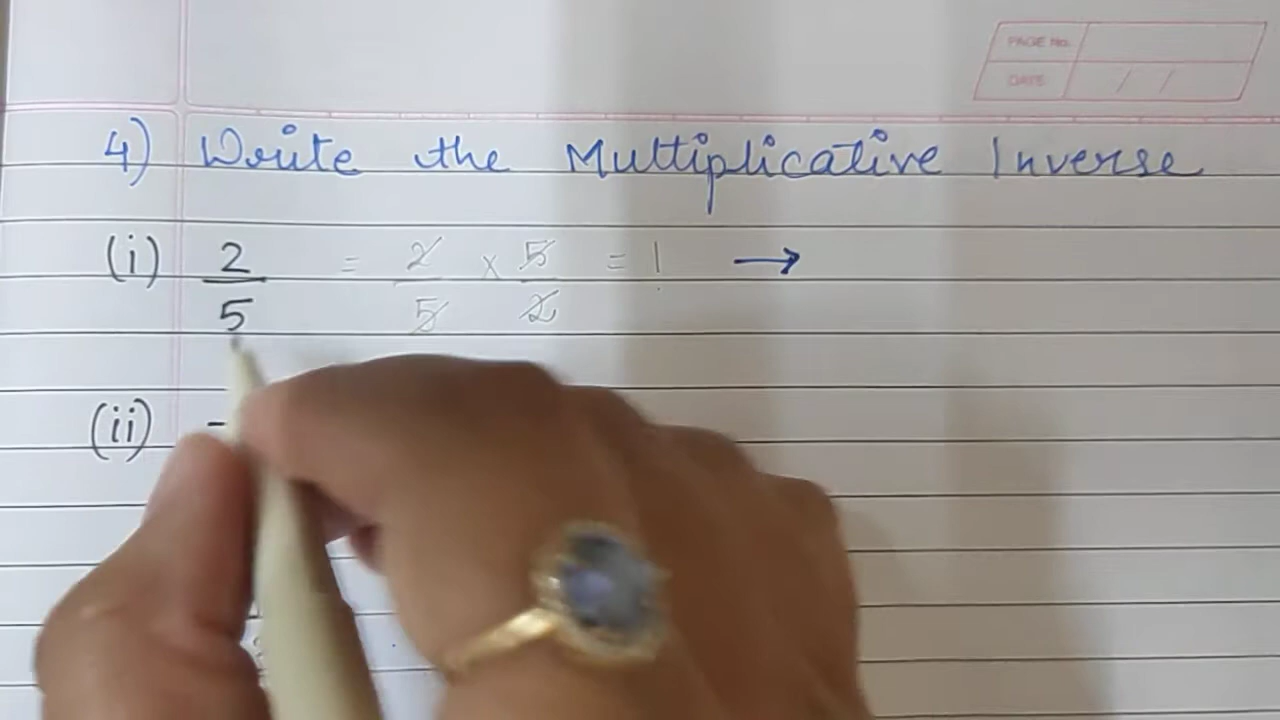 PAGE No.
DATE / /
4) Write the Multiplicative Inverse
(i) 2/5 = 2/5 x 5/2 = 1 →
(ii) -